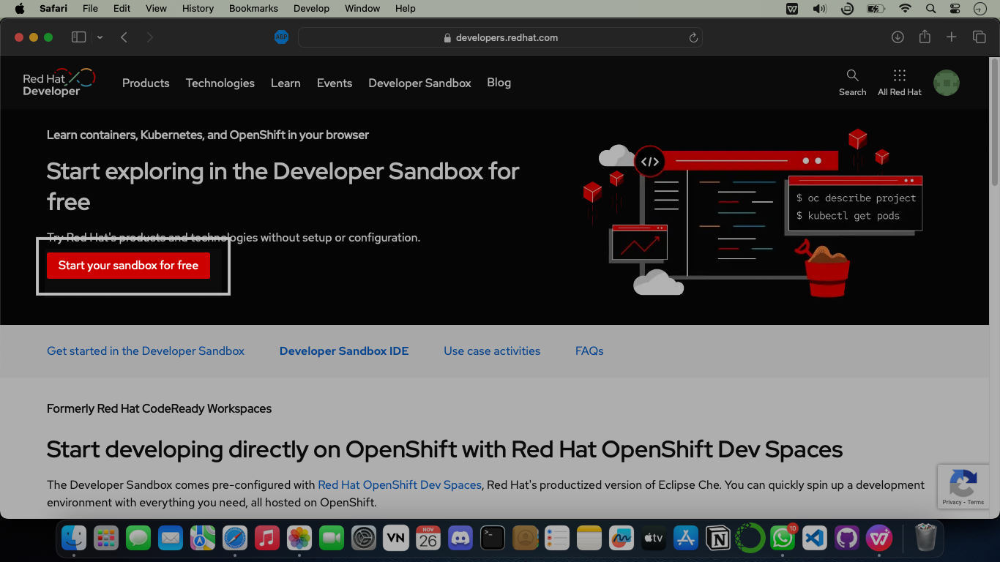 Safari File Edit View History Bookmarks Develop Window Help
ABP
developers.redhat.com
Red Hat
Developer
Products Technologies Learn Events Developer Sandbox Blog
Search All Red Hat
Learn containers, Kubernetes, and OpenShift in your browser
Start exploring in the Developer Sandbox for
free
Try Red Hat's products and technologies without setup or configuration.
Start your sandbox for free
</>
$ oc describe project
$ kubectl get pods
Get started in the Developer Sandbox Developer Sandbox IDE Use case activities FAQs
Formerly Red Hat CodeReady Workspaces
Start developing directly on OpenShift with Red Hat OpenShift Dev Spaces
The Developer Sandbox comes pre-configured with Red Hat OpenShift Dev Spaces, Red Hat's productized version of Eclipse Che. You can quickly spin up a development
environment with everything you need, all hosted on OpenShift.
Privacy - Terms
VN
NOV
26
tv
10